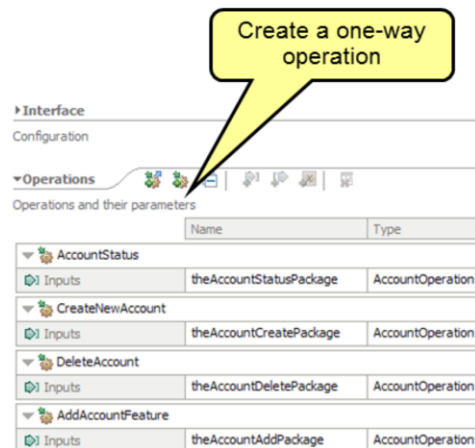 Create a one-way
operation
Interface
Configuration
Operations
Operations and their parameters
Name Type
AccountStatus
Inputs theAccountStatusPackage AccountOperation
CreateNewAccount
Inputs theAccountCreatePackage AccountOperation
DeleteAccount
Inputs theAccountDeletePackage AccountOperation
AddAccountFeature
Inputs theAccountAddPackage AccountOperation